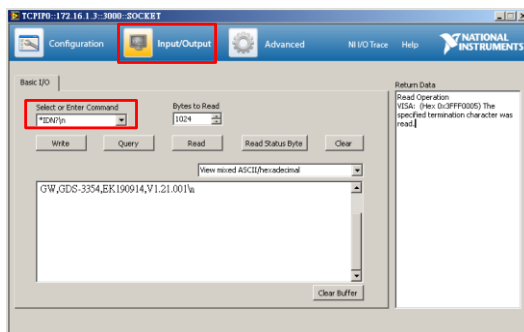 TCPIP0::172.16.1.3::3000::SOCKET
Configuration
Input/Output
Advanced
NI I/O Trace
Help
NATIONAL
INSTRUMENTS
Basic I/O
Return Data
Select or Enter Command
*IDN?\n
Bytes to Read
1024
Write
Query
Read
Read Status Byte
Clear
View mixed ASCII/hexadecimal
GW,GDS-3354,EK190914,V1.21.001\n
Clear Buffer
Read Operation
VISA: (Hex 0x3FFF0005) The
specified termination character was
read.